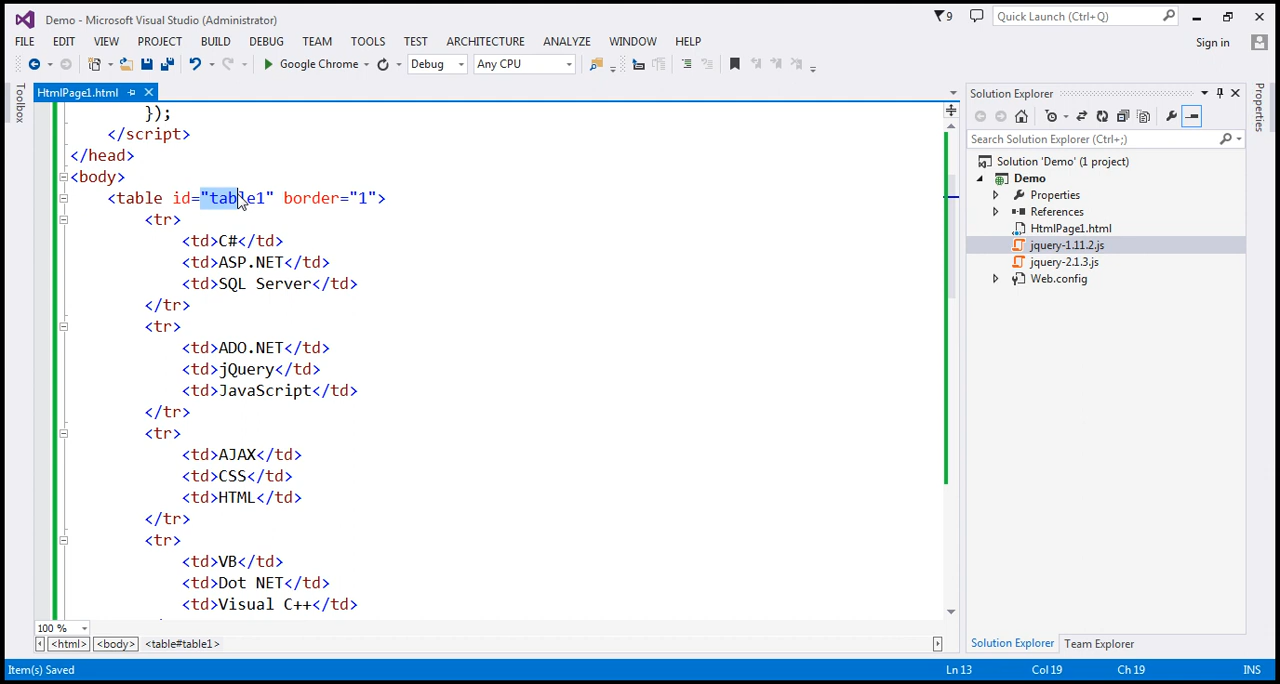 Demo - Microsoft Visual Studio (Administrator)
9
Quick Launch (Ctrl+Q)
FILE EDIT VIEW PROJECT BUILD DEBUG TEAM TOOLS TEST ARCHITECTURE ANALYZE WINDOW HELP
Sign in
Google Chrome Debug Any CPU
Toolbox
HtmlPage1.html
});
</script>
</head>
<body>
<table id="table1" border="1">
<tr>
<td>C#</td>
<td>ASP.NET</td>
<td>SQL Server</td>
</tr>
<tr>
<td>ADO.NET</td>
<td>jQuery</td>
<td>JavaScript</td>
</tr>
<tr>
<td>AJAX</td>
<td>CSS</td>
<td>HTML</td>
</tr>
<tr>
<td>VB</td>
<td>Dot NET</td>
<td>Visual C++</td>
100 %
<html> <body> <table#table1>
Solution Explorer
Search Solution Explorer (Ctrl+;)
Solution 'Demo' (1 project)
Demo
Properties
References
HtmlPage1.html
jquery-1.11.2.js
jquery-2.1.3.js
Web.config
Solution Explorer Team Explorer
Properties
Item(s) Saved Ln 13 Col 19 Ch 19 INS